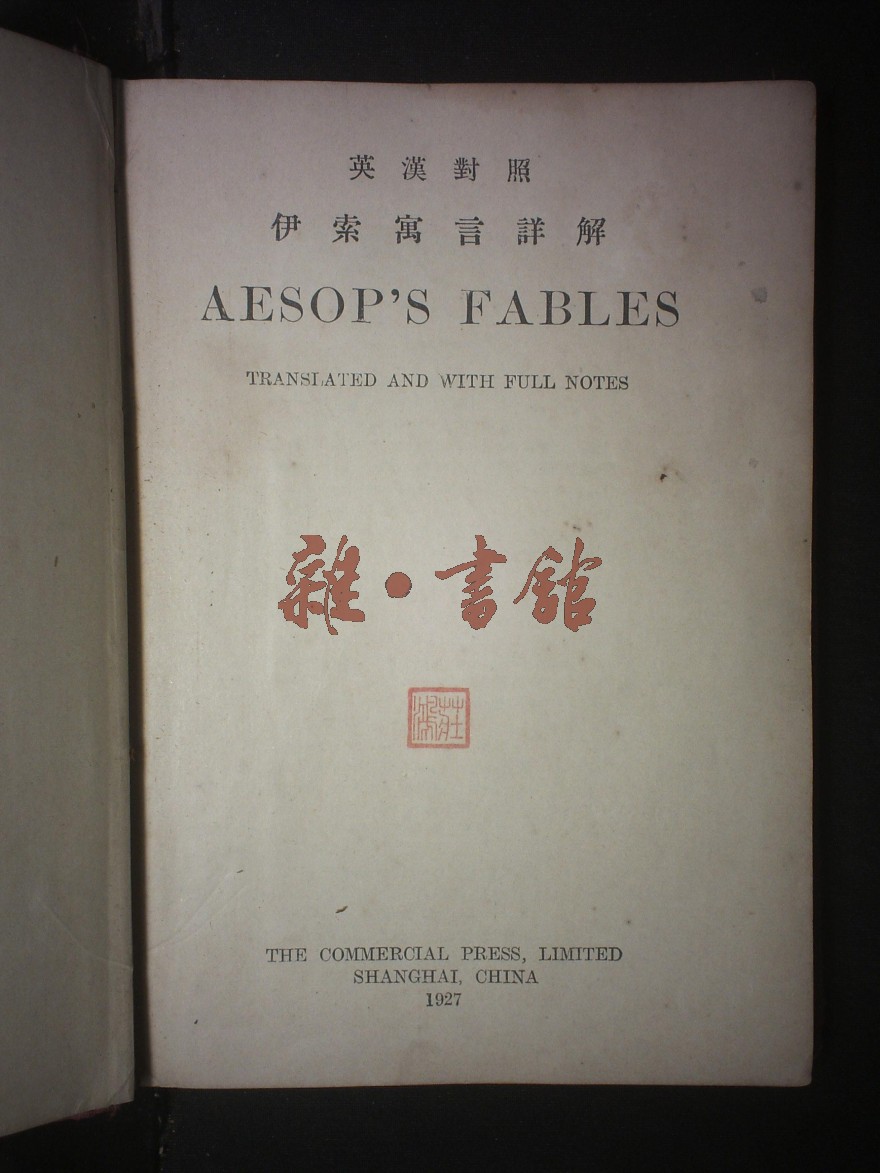 英漢對照
伊索寓言詳解
AESOP'S FABLES
TRANSLATED AND WITH FULL NOTES
雜·書館
THE COMMERCIAL PRESS, LIMITED
SHANGHAI, CHINA
1927